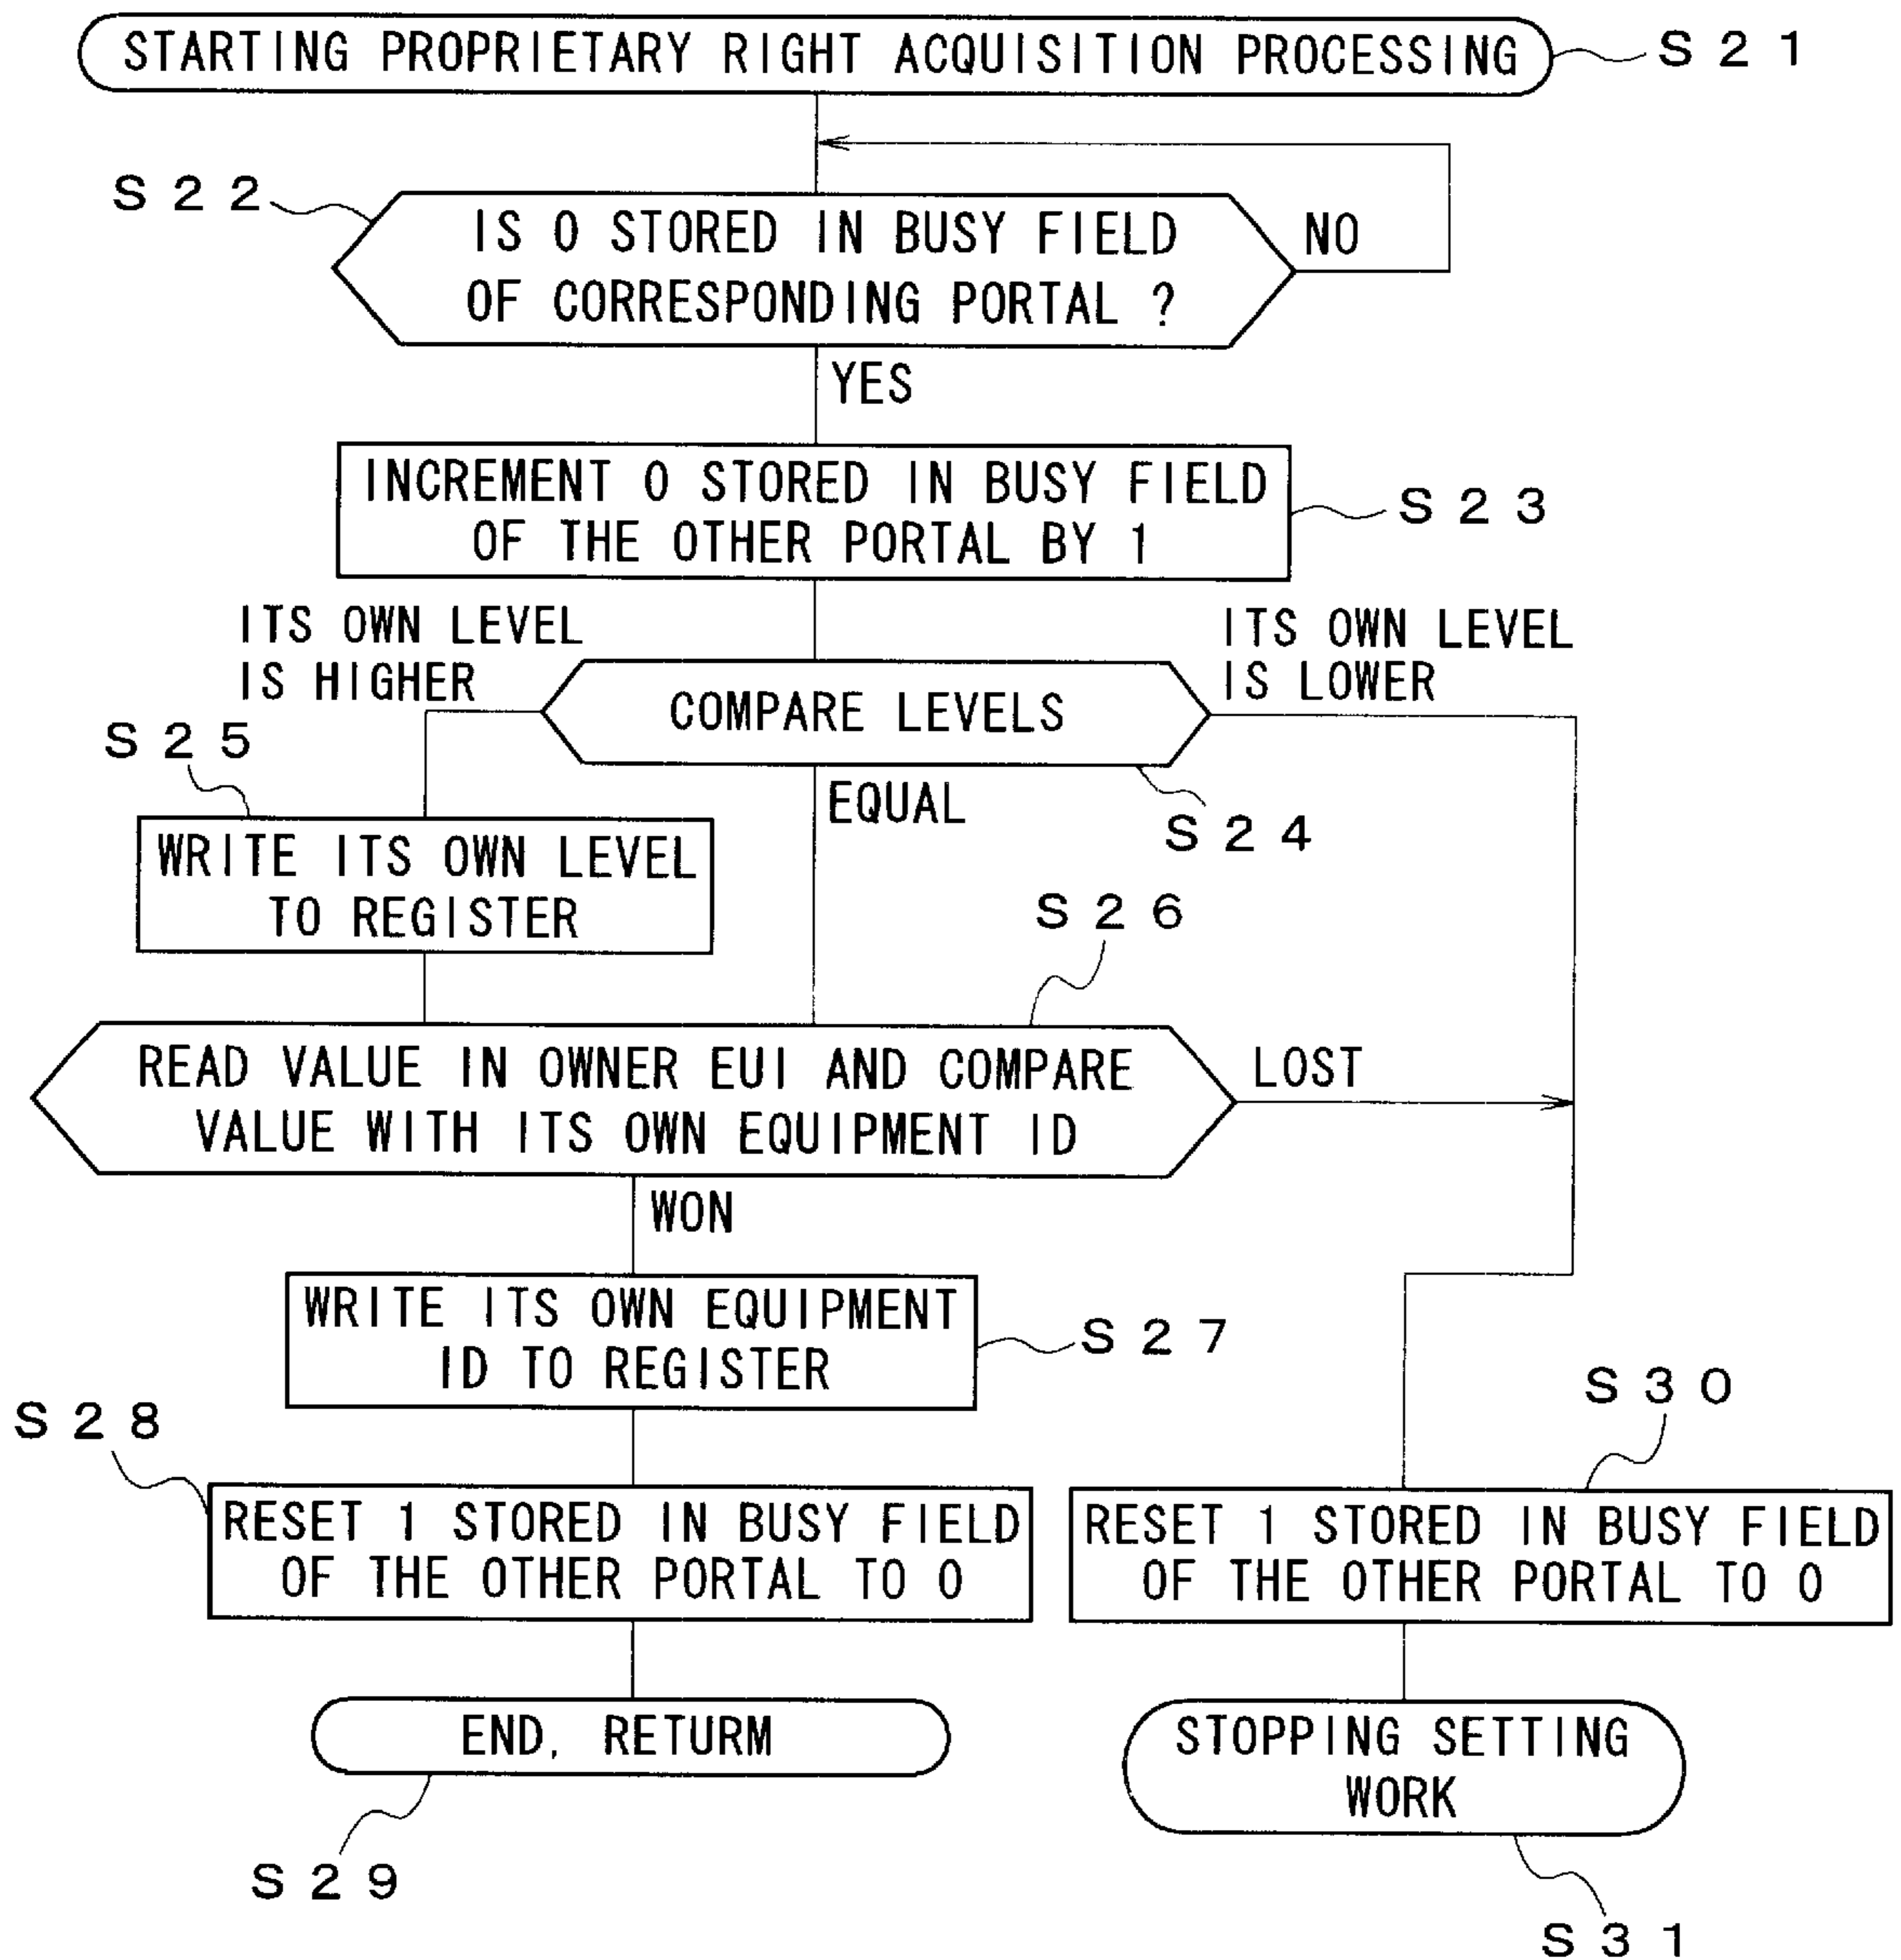 STARTING PROPRIETARY RIGHT ACQUISITION PROCESSING
S21
S22
IS 0 STORED IN BUSY FIELD
OF CORRESPONDING PORTAL ?
NO
YES
INCREMENT 0 STORED IN BUSY FIELD
OF THE OTHER PORTAL BY 1
S23
ITS OWN LEVEL
IS HIGHER
ITS OWN LEVEL
IS LOWER
COMPARE LEVELS
S24
S25
EQUAL
WRITE ITS OWN LEVEL
TO REGISTER
S26
READ VALUE IN OWNER EUI AND COMPARE
VALUE WITH ITS OWN EQUIPMENT ID
LOST
WON
WRITE ITS OWN EQUIPMENT
ID TO REGISTER
S27
S28
RESET 1 STORED IN BUSY FIELD
OF THE OTHER PORTAL TO 0
S30
RESET 1 STORED IN BUSY FIELD
OF THE OTHER PORTAL TO 0
END, RETURM
S29
STOPPING SETTING
WORK
S31